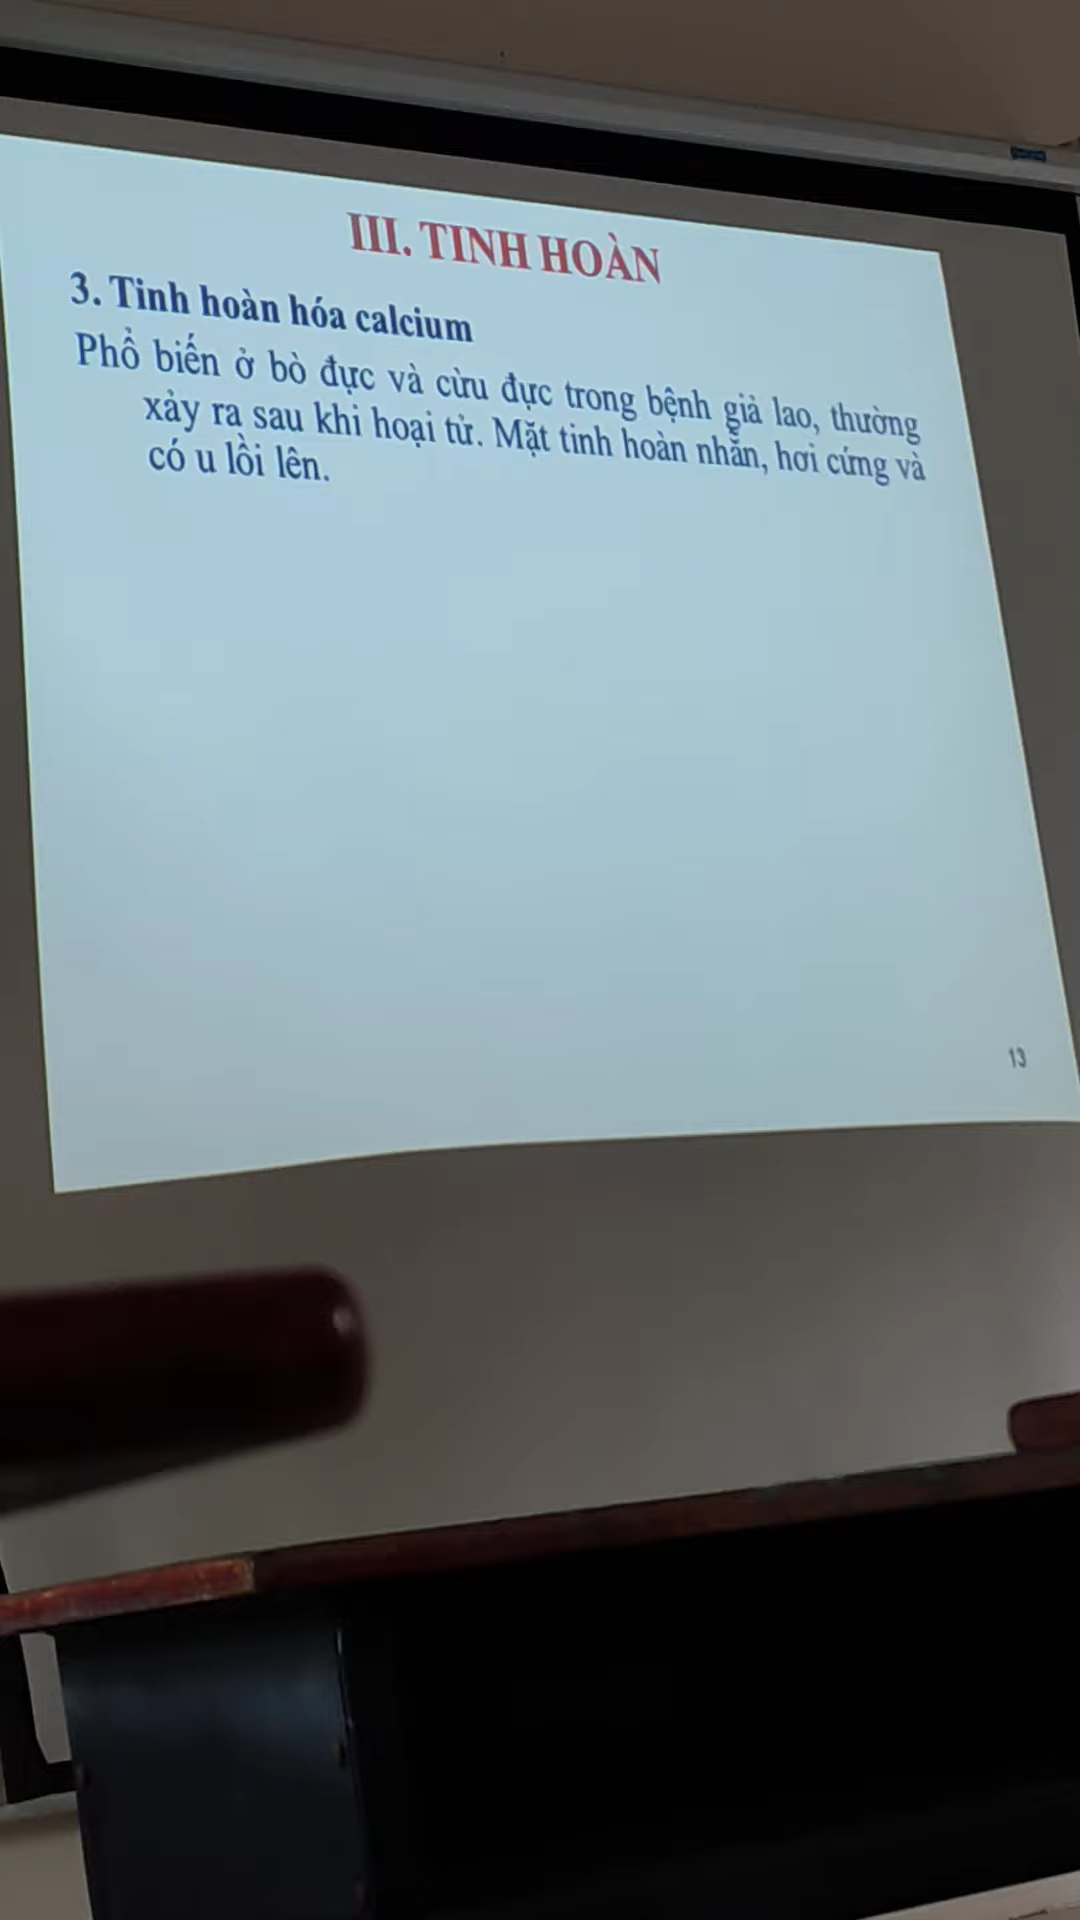 III. TINH HOÀN
3. Tinh hoàn hóa calcium
Phổ biến ở bò đực và cừu đực trong bệnh giả lao, thường
xảy ra sau khi hoại tử. Mặt tinh hoàn nhẵn, hơi cứng và
có u lồi lên.
13